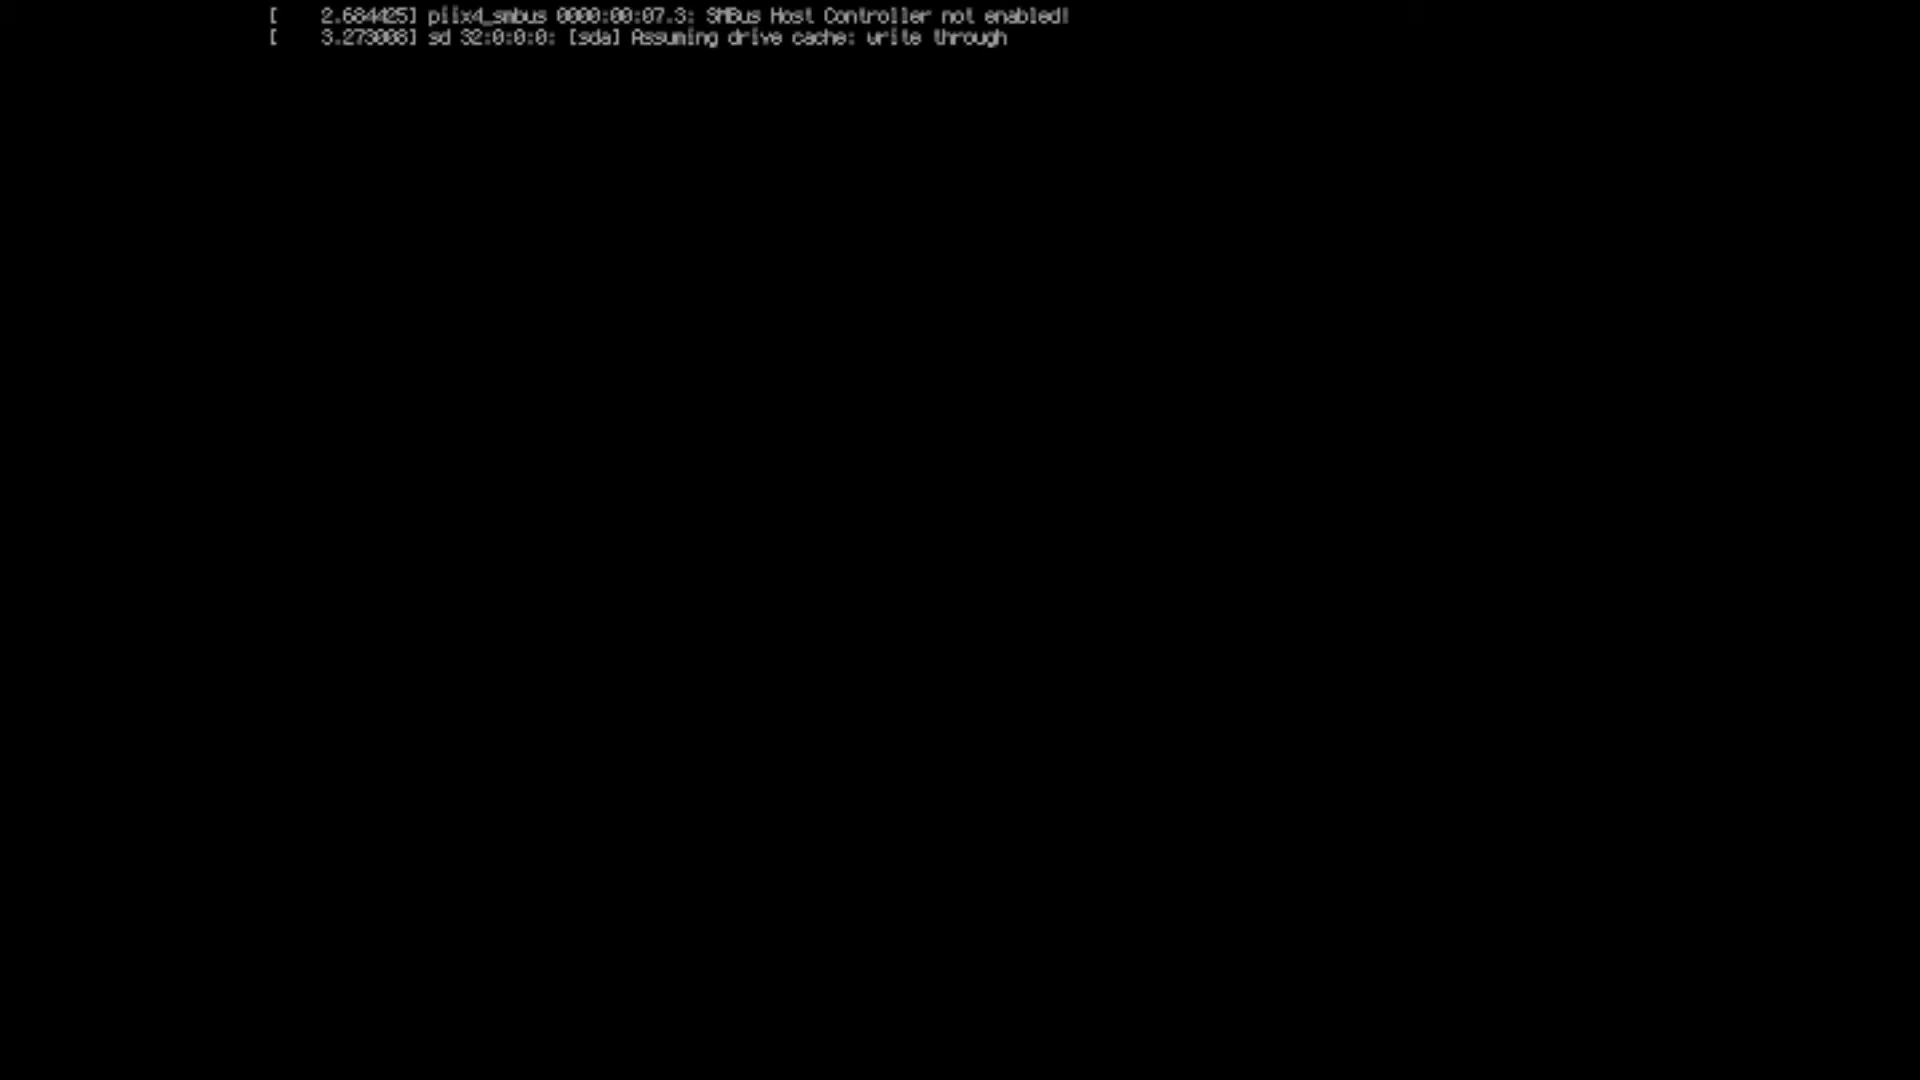 [    2.684425] piix4_smbus 0000:00:07.3: SMBus Host Controller not enabled!
[    3.273008] sd 32:0:0:0: [sda] Assuming drive cache: write through